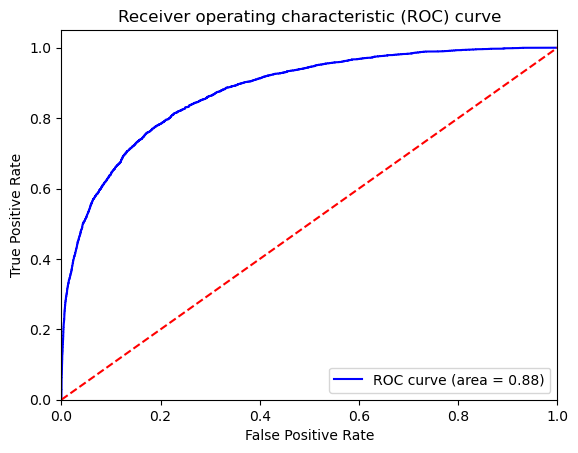 Receiver operating characteristic (ROC) curve
1.0
0.8
0.6
0.4
0.2
0.0
True Positive Rate
ROC curve (area = 0.88)
0.0 0.2 0.4 0.6 0.8 1.0
False Positive Rate